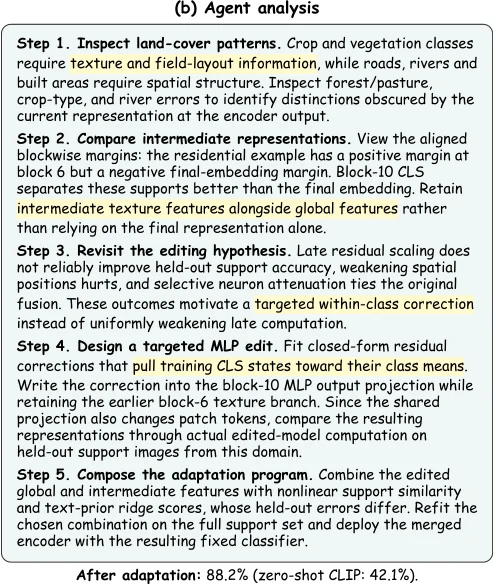 (b) Agent analysis
Step 1. Inspect land-cover patterns. Crop and vegetation classes
require texture and field-layout information, while roads, rivers and
built areas require spatial structure. Inspect forest/pasture,
crop-type, and river errors to identify distinctions obscured by the
current representation at the encoder output.
Step 2. Compare intermediate representations. View the aligned
blockwise margins: the residential example has a positive margin at
block 6 but a negative final-embedding margin. Block-10 CLS
separates these supports better than the final embedding. Retain
intermediate texture features alongside global features rather
than relying on the final representation alone.
Step 3. Revisit the editing hypothesis. Late residual scaling does
not reliably improve held-out support accuracy, weakening spatial
positions hurts, and selective neuron attenuation ties the original
fusion. These outcomes motivate a targeted within-class correction
instead of uniformly weakening late computation.
Step 4. Design a targeted MLP edit. Fit closed-form residual
corrections that pull training CLS states toward their class means.
Write the correction into the block-10 MLP output projection while
retaining the earlier block-6 texture branch. Since the shared
projection also changes patch tokens, compare the resulting
representations through actual edited-model computation on
held-out support images from this domain.
Step 5. Compose the adaptation program. Combine the edited
global and intermediate features with nonlinear support similarity
and text-prior ridge scores, whose held-out errors differ. Refit the
chosen combination on the full support set and deploy the merged
encoder with the resulting fixed classifier.
After adaptation: 88.2% (zero-shot CLIP: 42.1%).